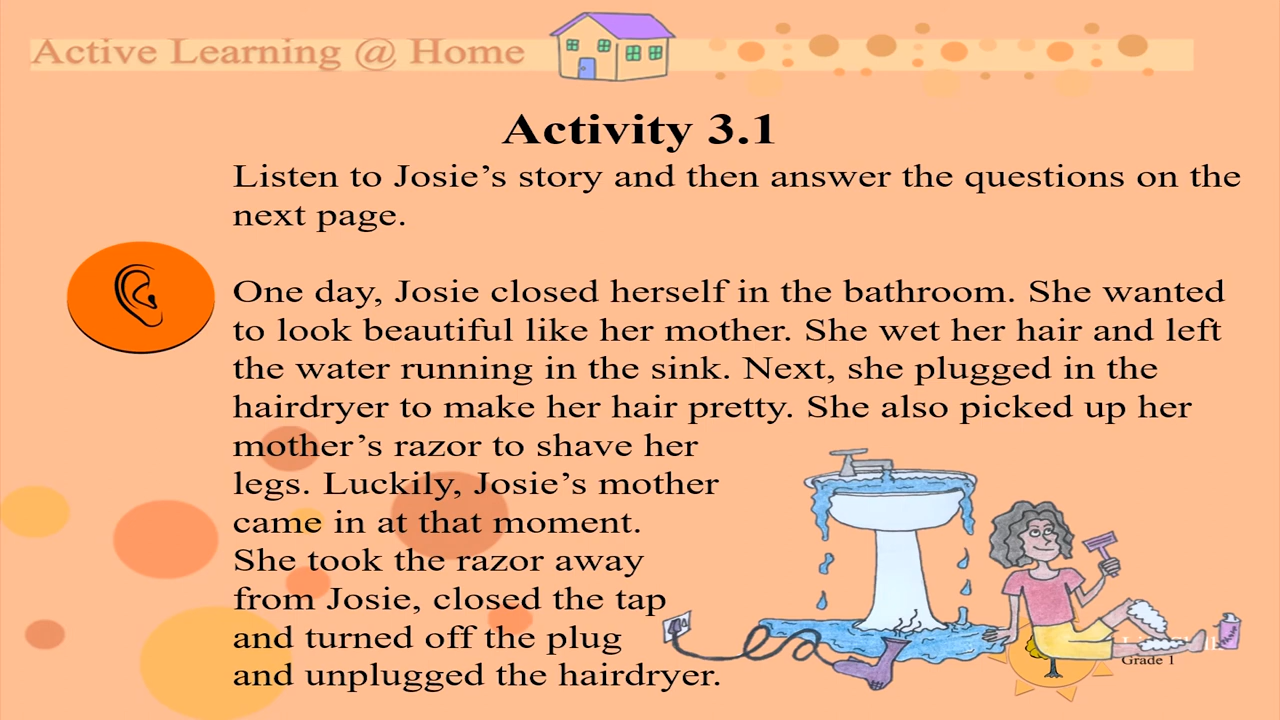 Active Learning @ Home
Activity 3.1
Listen to Josie’s story and then answer the questions on the
next page.
One day, Josie closed herself in the bathroom. She wanted
to look beautiful like her mother. She wet her hair and left
the water running in the sink. Next, she plugged in the
hairdryer to make her hair pretty. She also picked up her
mother’s razor to shave her
legs. Luckily, Josie’s mother
came in at that moment.
She took the razor away
from Josie, closed the tap
and turned off the plug
and unplugged the hairdryer.
Grade 1